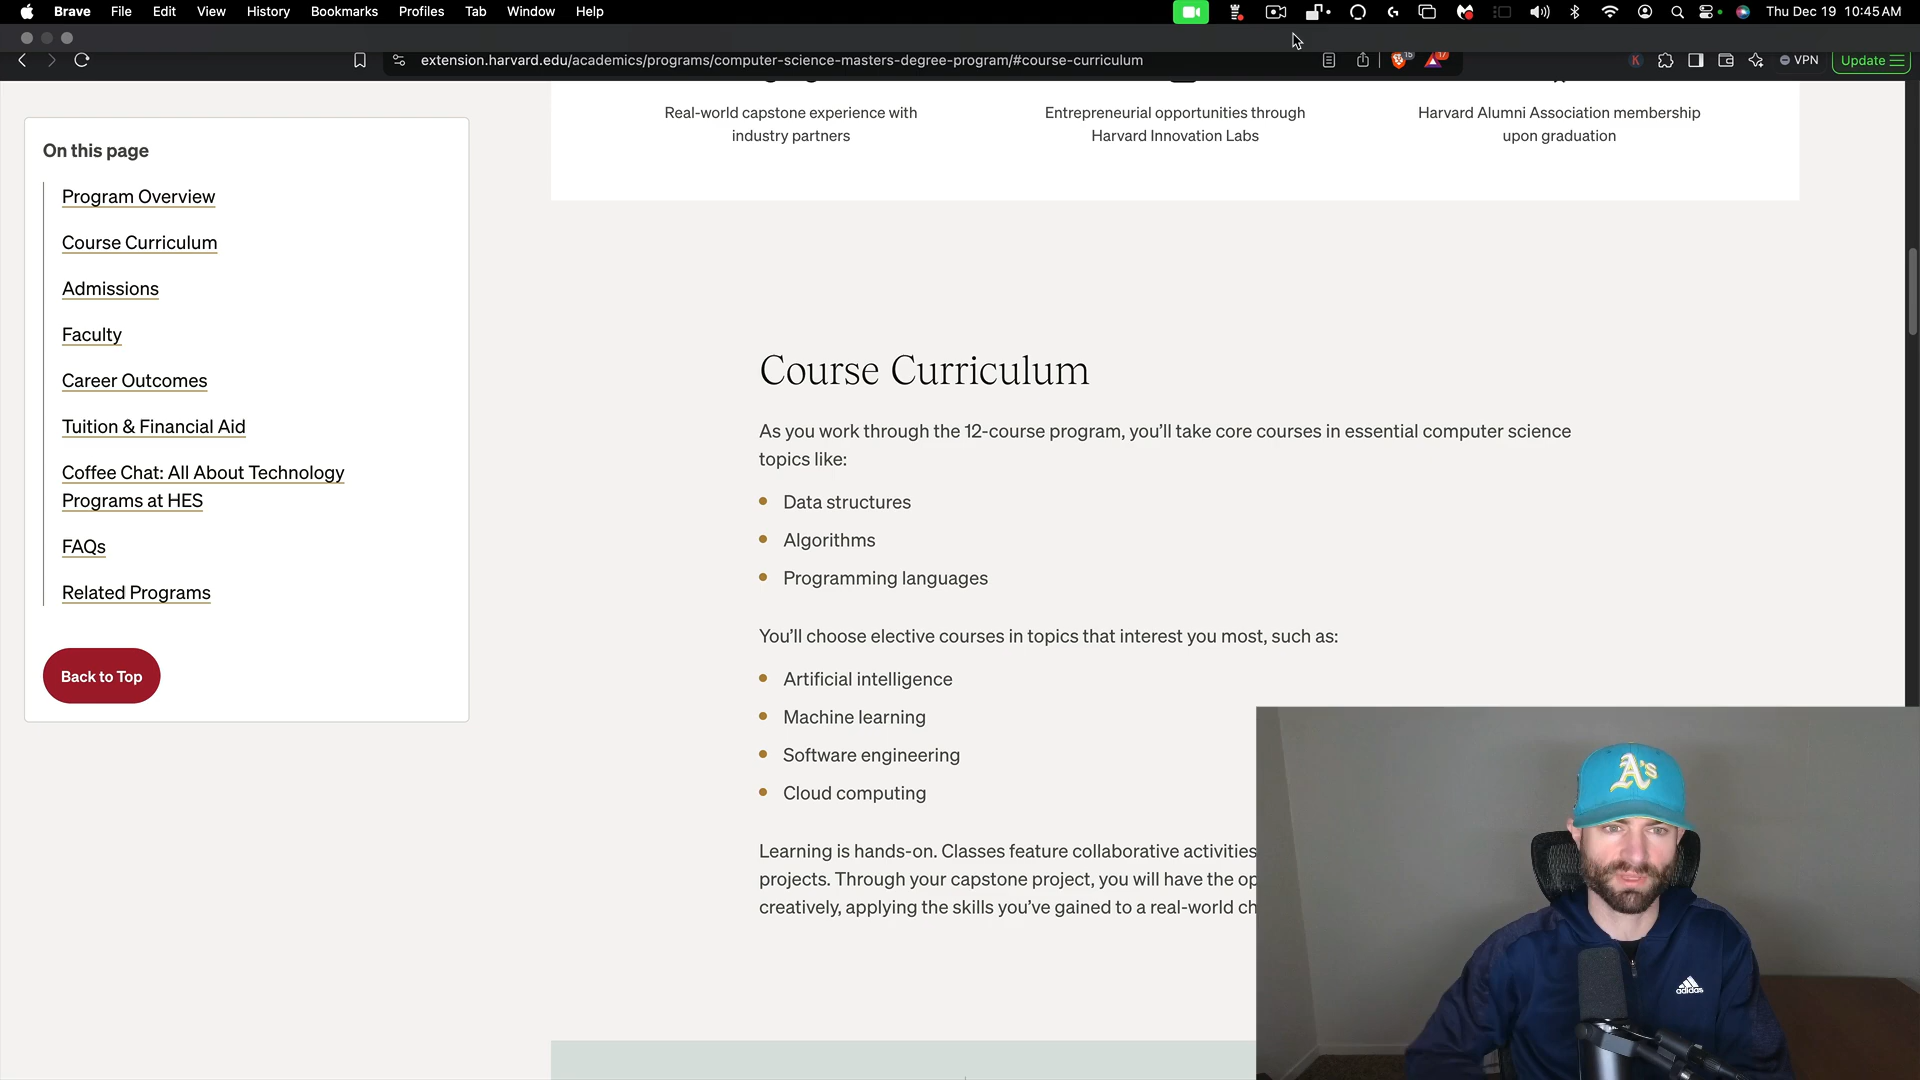 Brave File Edit View History Bookmarks Profiles Tab Window Help Thu Dec 19 10:45 AM
extension.harvard.edu/academics/programs/computer-science-masters-degree-program/#course-curriculum
15
17
K
VPN
Update
Real-world capstone experience with
industry partners
Entrepreneurial opportunities through
Harvard Innovation Labs
Harvard Alumni Association membership
upon graduation
On this page
Program Overview
Course Curriculum
Admissions
Faculty
Career Outcomes
Tuition & Financial Aid
Coffee Chat: All About Technology
Programs at HES
FAQs
Related Programs
Back to Top
Course Curriculum
As you work through the 12-course program, you’ll take core courses in essential computer science
topics like:
Data structures
Algorithms
Programming languages
You’ll choose elective courses in topics that interest you most, such as:
Artificial intelligence
Machine learning
Software engineering
Cloud computing
Learning is hands-on. Classes feature collaborative activities
projects. Through your capstone project, you will have the op
creatively, applying the skills you’ve gained to a real-world ch
A's
adidas